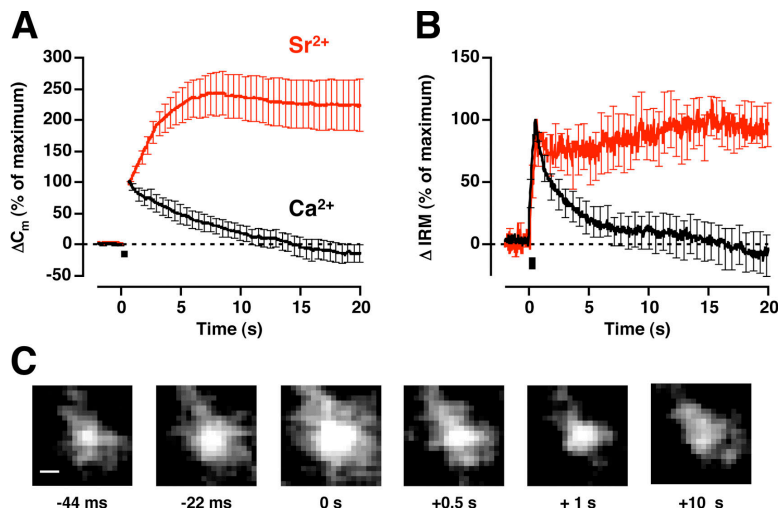 A
Sr²⁺
Ca²⁺
ΔCₘ (% of maximum)
300
250
200
150
100
50
0
-50
0
5
10
15
20
Time (s)
B
Δ IRM (% of maximum)
150
100
50
0
0
5
10
15
20
Time (s)
C
-44 ms
-22 ms
0 s
+0.5 s
+ 1 s
+10 s